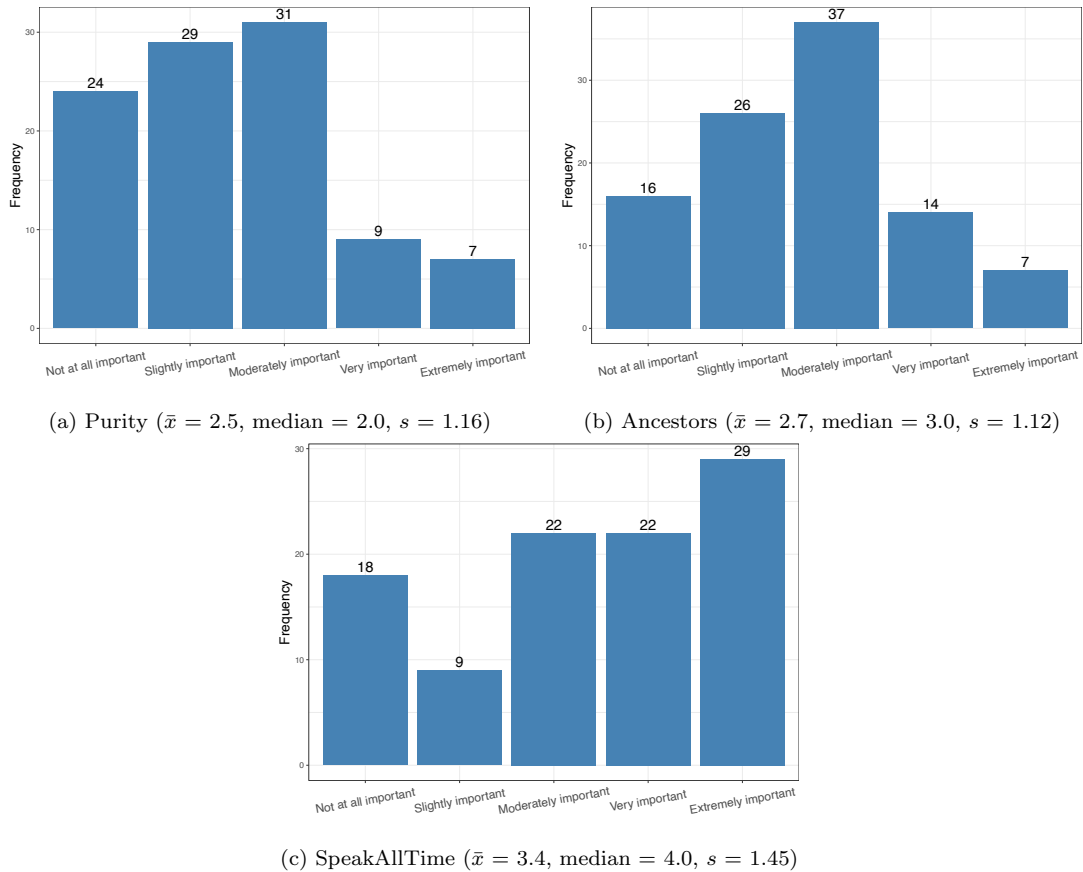 Frequency
30
20
10
0
24
29
31
9
7
Not at all important
Slightly important
Moderately important
Very important
Extremely important
(a) Purity (x̄ = 2.5, median = 2.0, s = 1.16)
Frequency
30
20
10
0
16
26
37
14
7
Not at all important
Slightly important
Moderately important
Very important
Extremely important
(b) Ancestors (x̄ = 2.7, median = 3.0, s = 1.12)
Frequency
30
20
10
0
18
9
22
22
29
Not at all important
Slightly important
Moderately important
Very important
Extremely important
(c) SpeakAllTime (x̄ = 3.4, median = 4.0, s = 1.45)